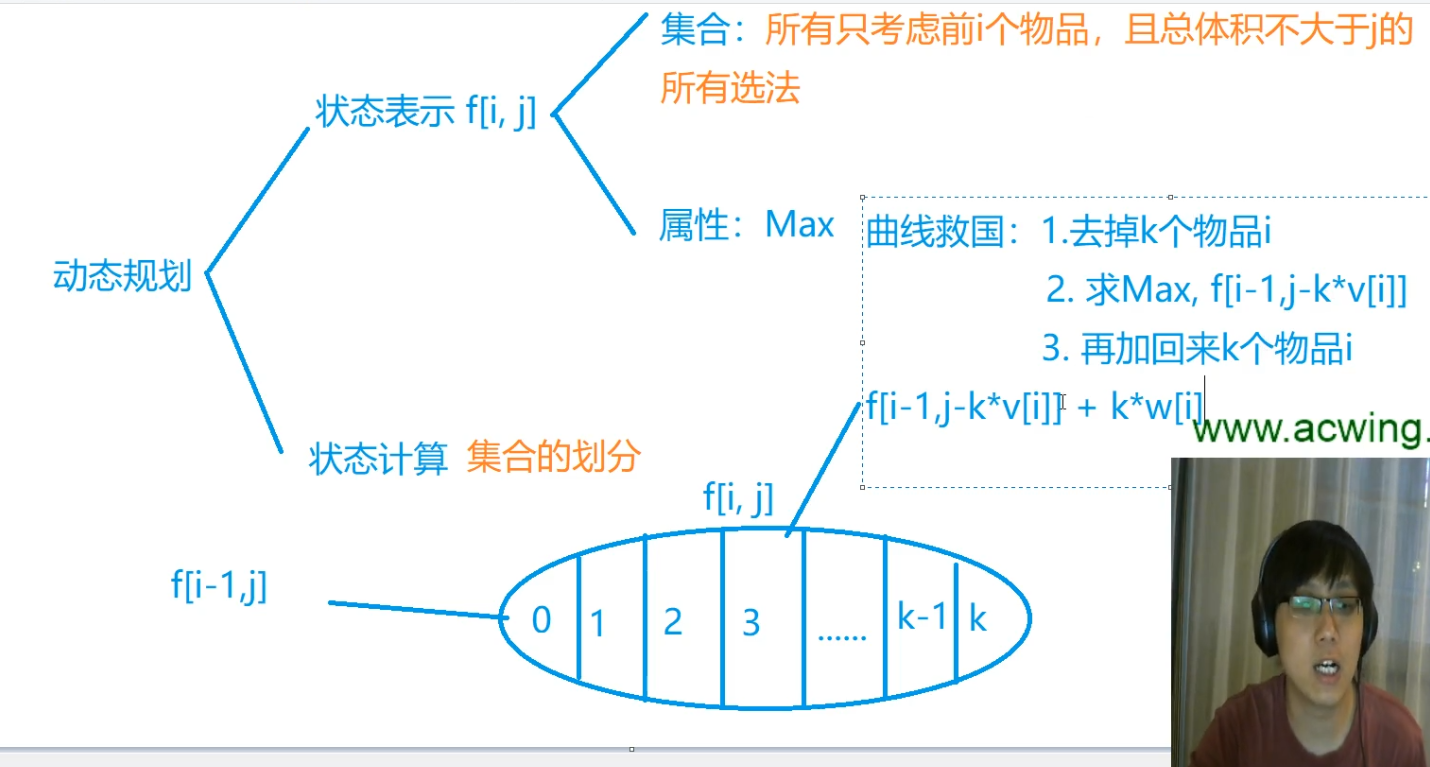 集合：所有只考虑前i个物品，且总体积不大于j的
所有选法
状态表示 f[i, j]
属性：Max
曲线救国：1.去掉k个物品i
2. 求Max, f[i-1,j-k*v[i]]
3. 再加回来k个物品i
f[i-1,j-k*v[i]] + k*w[i]
动态规划
www.acwing.
状态计算 集合的划分
f[i, j]
f[i-1,j]
0 1 2 3 ...... k-1 k